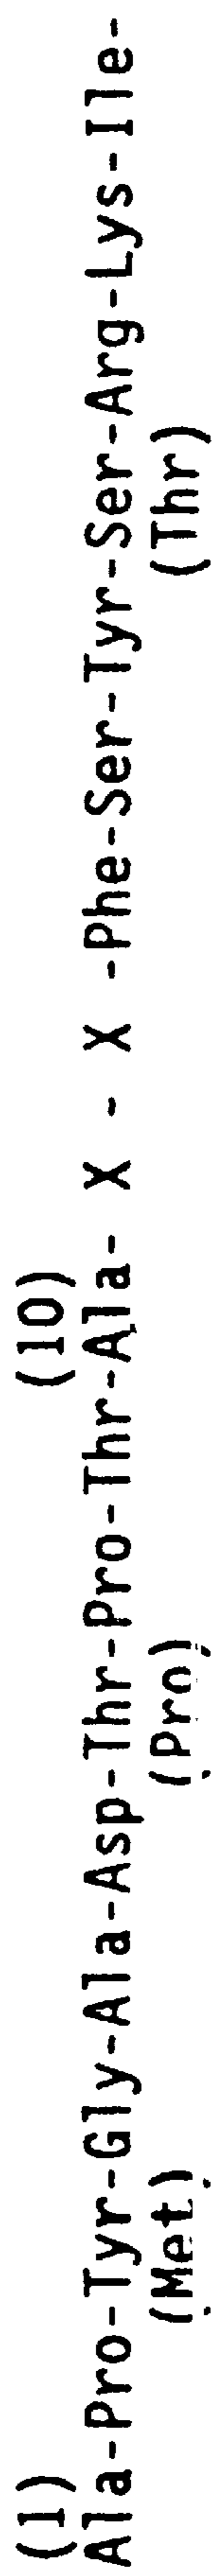 (1) (10)
Ala-Pro-Tyr-Gly-Ala-Asp-Thr-Pro-Thr-Ala- X - X -Phe-Ser-Tyr-Ser-Arg-Lys-Ile-
(Met) (Pro) (Thr)